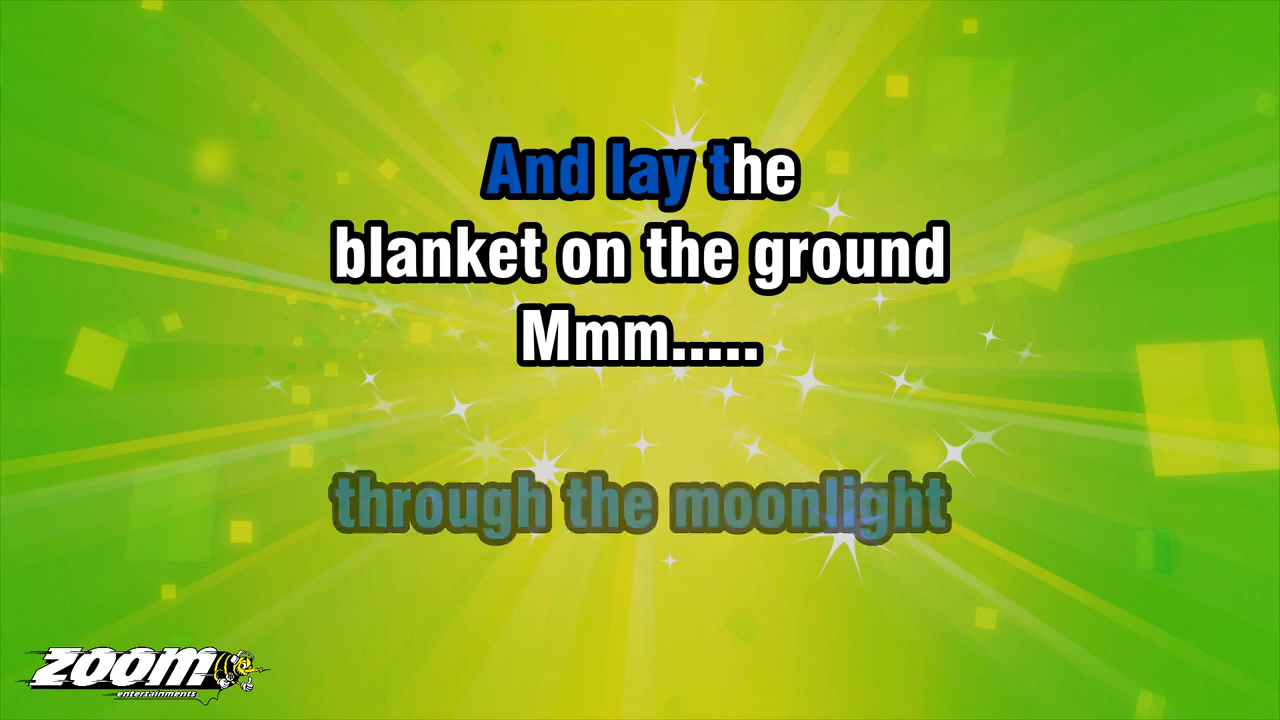 And lay the
blanket on the ground
Mmm.....
through the moonlight
zoom
entertainments